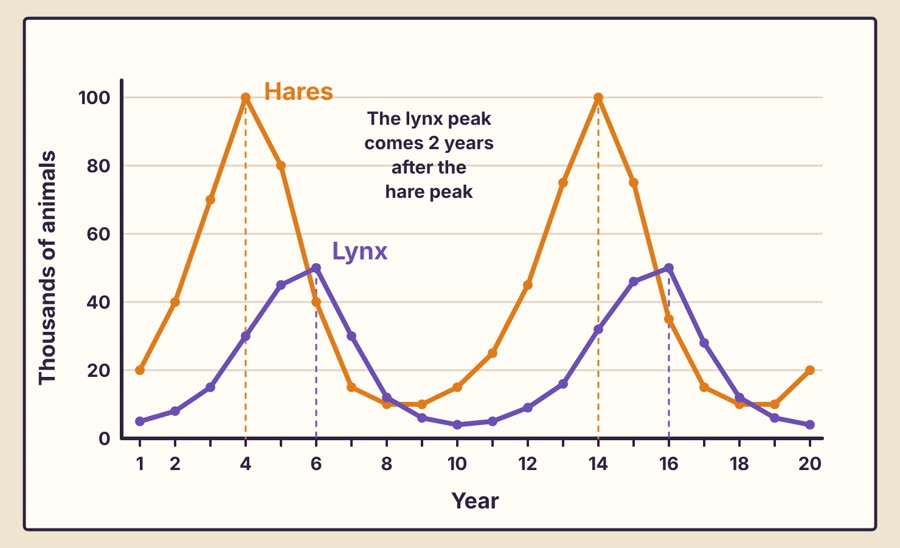 Hares
100
The lynx peak
comes 2 years
after the
hare peak
80
60
Lynx
40
20
0
Thousands of animals
1 2 4 6 8 10 12 14 16 18 20
Year